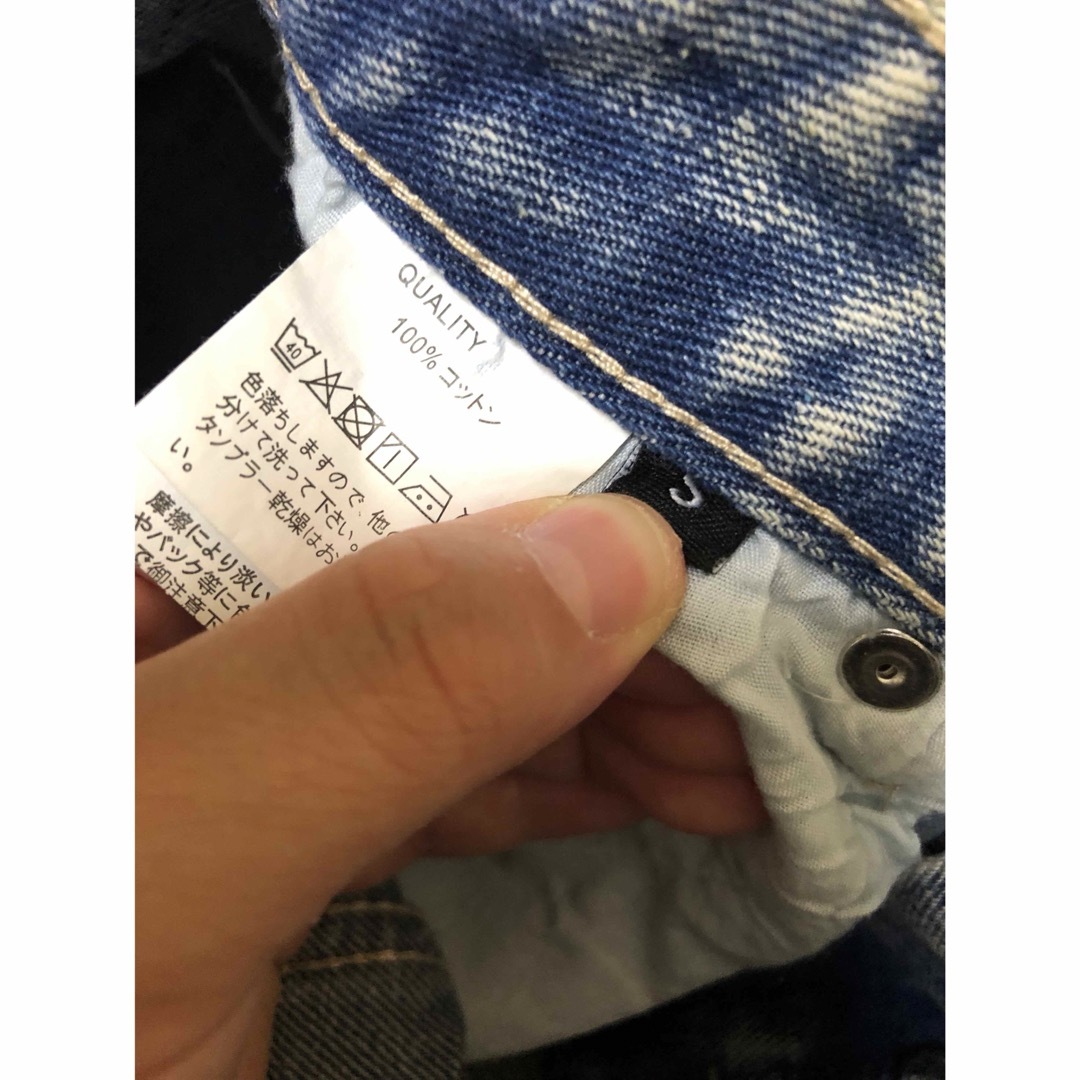 QUALITY
100% コットン
40
色落ちしますので、他
分けて洗って下さい。
タンブラー乾燥はお
い。
摩擦により淡い
やバック等に
で御注意下